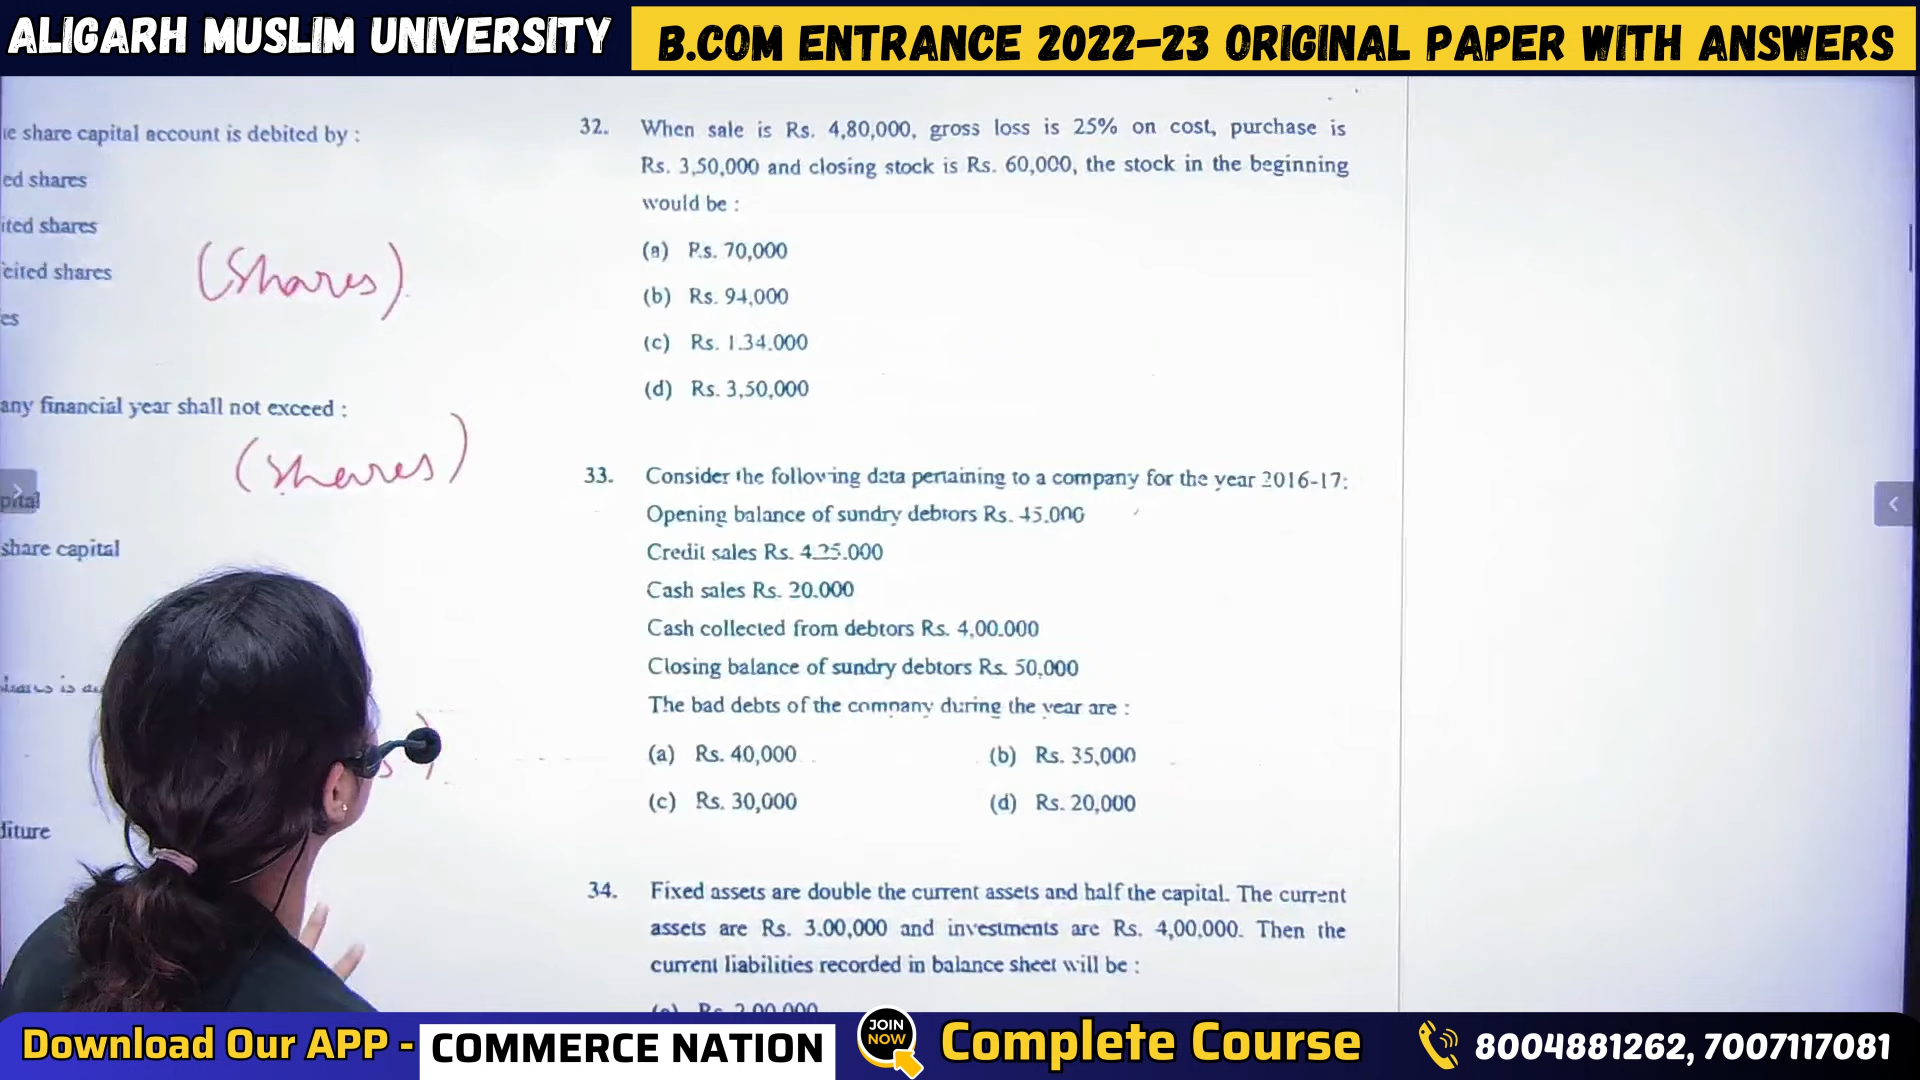 ALIGARH MUSLIM UNIVERSITY
B.COM ENTRANCE 2022-23 ORIGINAL PAPER WITH ANSWERS
share capital account is debited by :
ed shares
ited shares
cited shares
(Shares)
es
any financial year shall not exceed :
(Shares)
pital
share capital
diture
32. When sale is Rs. 4,80,000, gross loss is 25% on cost, purchase is
Rs. 3,50,000 and closing stock is Rs. 60,000, the stock in the beginning
would be :
(a) Rs. 70,000
(b) Rs. 94,000
(c) Rs. 1.34.000
(d) Rs. 3,50,000
33. Consider the following data pertaining to a company for the year 2016-17:
Opening balance of sundry debtors Rs. 45.000
Credit sales Rs. 4.25.000
Cash sales Rs. 20.000
Cash collected from debtors Rs. 4,00.000
Closing balance of sundry debtors Rs. 50,000
The bad debts of the company during the year are :
(a) Rs. 40,000 (b) Rs. 35,000
(c) Rs. 30,000 (d) Rs. 20,000
34. Fixed assets are double the current assets and half the capital. The current
assets are Rs. 3.00,000 and investments are Rs. 4,00,000. Then the
current liabilities recorded in balance sheet will be :
Download Our APP - COMMERCE NATION
JOIN NOW
Complete Course
8004881262, 7007117081